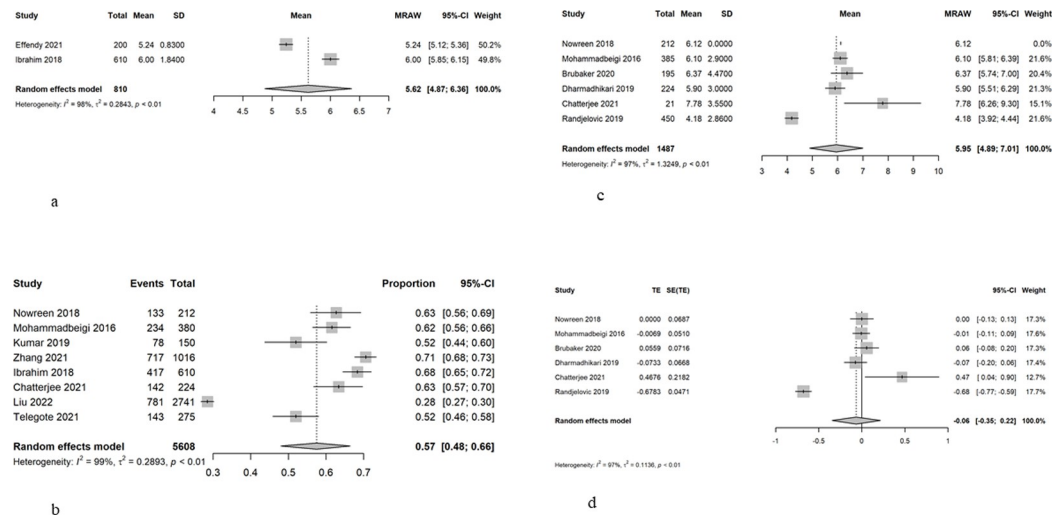 Study Total Mean SD Mean MRAW 95%-CI Weight
Effendy 2021 200 5.24 0.8300 5.24 [5.12; 5.36] 50.2%
Ibrahim 2018 610 6.00 1.8400 6.00 [5.85; 6.15] 49.8%
Random effects model 810 5.62 [4.87; 6.36] 100.0%
Heterogeneity: I² = 98%, τ² = 0.2843, p < 0.01
4 4.5 5 5.5 6 6.5 7
a
Study Events Total Proportion 95%-CI
Nowreen 2018 133 212 0.63 [0.56; 0.69]
Mohammadbeigi 2016 234 380 0.62 [0.56; 0.66]
Kumar 2019 78 150 0.52 [0.44; 0.60]
Zhang 2021 717 1016 0.71 [0.68; 0.73]
Ibrahim 2018 417 610 0.68 [0.65; 0.72]
Chatterjee 2021 142 224 0.63 [0.57; 0.70]
Liu 2022 781 2741 0.28 [0.27; 0.30]
Telegote 2021 143 275 0.52 [0.46; 0.58]
Random effects model 5608 0.57 [0.48; 0.66]
Heterogeneity: I² = 99%, τ² = 0.2893, p < 0.01
0.3 0.4 0.5 0.6 0.7
b
Study Total Mean SD Mean MRAW 95%-CI Weight
Nowreen 2018 212 6.12 0.0000 6.12 0.0%
Mohammadbeigi 2016 385 6.10 2.9000 6.10 [5.81; 6.39] 21.6%
Brubaker 2020 195 6.37 4.4700 6.37 [5.74; 7.00] 20.2%
Dharmadhikari 2019 224 5.90 3.0000 5.90 [5.51; 6.29] 21.3%
Chatterjee 2021 21 7.78 3.5500 7.78 [6.26; 9.30] 15.1%
Randjelovic 2019 450 4.18 2.8600 4.18 [3.92; 4.44] 21.6%
Random effects model 1487 5.95 [4.89; 7.01] 100.0%
Heterogeneity: I² = 97%, τ² = 1.3249, p < 0.01
3 4 5 6 7 8 9 10
c
Study TE SE(TE) 95%-CI Weight
Nowreen 2018 0.0000 0.0687 0.00 [-0.13; 0.13] 17.3%
Mohammadbeigi 2016 -0.0069 0.0510 -0.01 [-0.11; 0.09] 17.6%
Brubaker 2020 0.0559 0.0716 0.06 [-0.08; 0.20] 17.3%
Dharmadhikari 2019 -0.0733 0.0668 -0.07 [-0.20; 0.06] 17.4%
Chatterjee 2021 0.4676 0.2182 0.47 [ 0.04; 0.90] 12.7%
Randjelovic 2019 -0.6783 0.0471 -0.68 [-0.77; -0.59] 17.7%
Random effects model -0.06 [-0.35; 0.22] 100.0%
-1 -0.5 0 0.5 1
Heterogeneity: I² = 97%, τ² = 0.1136, p < 0.01
d